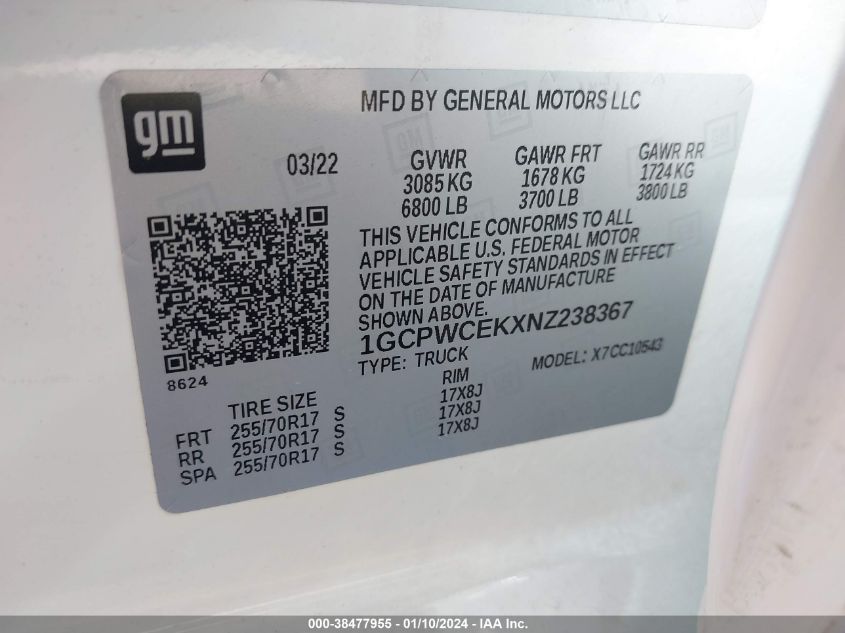 gm
MFD BY GENERAL MOTORS LLC
03/22
GVWR GAWR FRT GAWR RR
3085 KG 1678 KG 1724 KG
6800 LB 3700 LB 3800 LB
THIS VEHICLE CONFORMS TO ALL
APPLICABLE U.S. FEDERAL MOTOR
VEHICLE SAFETY STANDARDS IN EFFECT
ON THE DATE OF MANUFACTURE
SHOWN ABOVE.
1GCPWCEKXNZ238367
TYPE: TRUCK MODEL: X7CC10543
8624
TIRE SIZE RIM
FRT 255/70R17 S 17X8J
RR 255/70R17 S 17X8J
SPA 255/70R17 S 17X8J
000-38477955 - 01/10/2024 - IAA Inc.